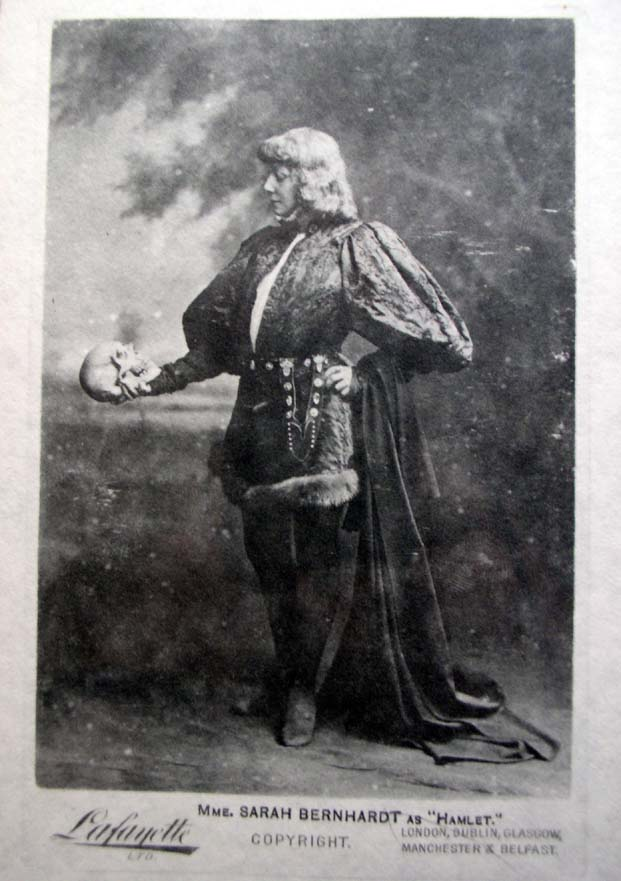 MME. SARAH BERNHARDT AS "HAMLET."
Lafayette
LTD.
COPYRIGHT.
LONDON, DUBLIN, GLASGOW,
MANCHESTER & BELFAST.